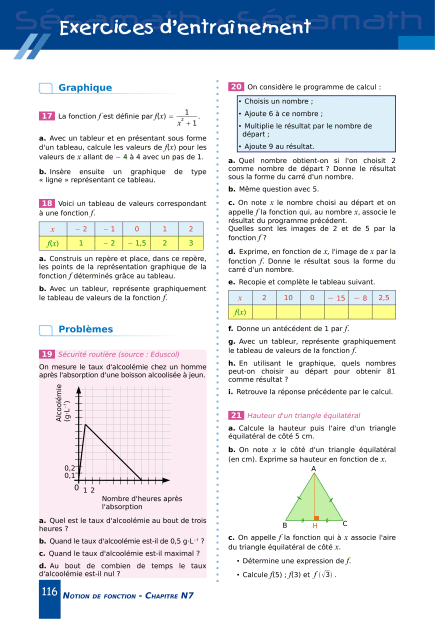 Sésamath - Sésamath
Exercices d'entraînement
Graphique
17 La fonction f est définie par f(x) = 1 / (x² + 1).
a. Avec un tableur et en présentant sous forme
d'un tableau, calcule les valeurs de f(x) pour les
valeurs de x allant de − 4 à 4 avec un pas de 1.
b. Insère ensuite un graphique de type
« ligne » représentant ce tableau.
18 Voici un tableau de valeurs correspondant
à une fonction f.
x − 2 − 1 0 1 2
f(x) 1 − 2 − 1,5 2 3
a. Construis un repère et place, dans ce repère,
les points de la représentation graphique de la
fonction f déterminés grâce au tableau.
b. Avec un tableur, représente graphiquement
le tableau de valeurs de la fonction f.
Problèmes
19 Sécurité routière (source : Eduscol)
On mesure le taux d'alcoolémie chez un homme
après l'absorption d'une boisson alcoolisée à jeun.
Alcoolémie
(g·L⁻¹)
0,2
0,1
0 1 2
Nombre d'heures après
l'absorption
a. Quel est le taux d'alcoolémie au bout de trois
heures ?
b. Quand le taux d'alcoolémie est-il de 0,5 g·L⁻¹ ?
c. Quand le taux d'alcoolémie est-il maximal ?
d. Au bout de combien de temps le taux
d'alcoolémie est-il nul ?
20 On considère le programme de calcul :
• Choisis un nombre ;
• Ajoute 6 à ce nombre ;
• Multiplie le résultat par le nombre de
départ ;
• Ajoute 9 au résultat.
a. Quel nombre obtient-on si l'on choisit 2
comme nombre de départ ? Donne le résultat
sous la forme du carré d'un nombre.
b. Même question avec 5.
c. On note x le nombre choisi au départ et on
appelle f la fonction qui, au nombre x, associe le
résultat du programme précédent.
Quelles sont les images de 2 et de 5 par la
fonction f ?
d. Exprime, en fonction de x, l'image de x par la
fonction f. Donne le résultat sous la forme du
carré d'un nombre.
e. Recopie et complète le tableau suivant.
x 2 10 0 − 15 − 8 2,5
f(x)
f. Donne un antécédent de 1 par f.
g. Avec un tableur, représente graphiquement
le tableau de valeurs de la fonction f.
h. En utilisant le graphique, quels nombres
peut-on choisir au départ pour obtenir 81
comme résultat ?
i. Retrouve la réponse précédente par le calcul.
21 Hauteur d'un triangle équilatéral
a. Calcule la hauteur puis l'aire d'un triangle
équilatéral de côté 5 cm.
b. On note x le côté d'un triangle équilatéral
(en cm). Exprime sa hauteur en fonction de x.
A
B H C
c. On appelle f la fonction qui à x associe l'aire
du triangle équilatéral de côté x.
• Détermine une expression de f.
• Calcule f(5) ; f(3) et f(√3).
116 Notion de fonction - Chapitre N7